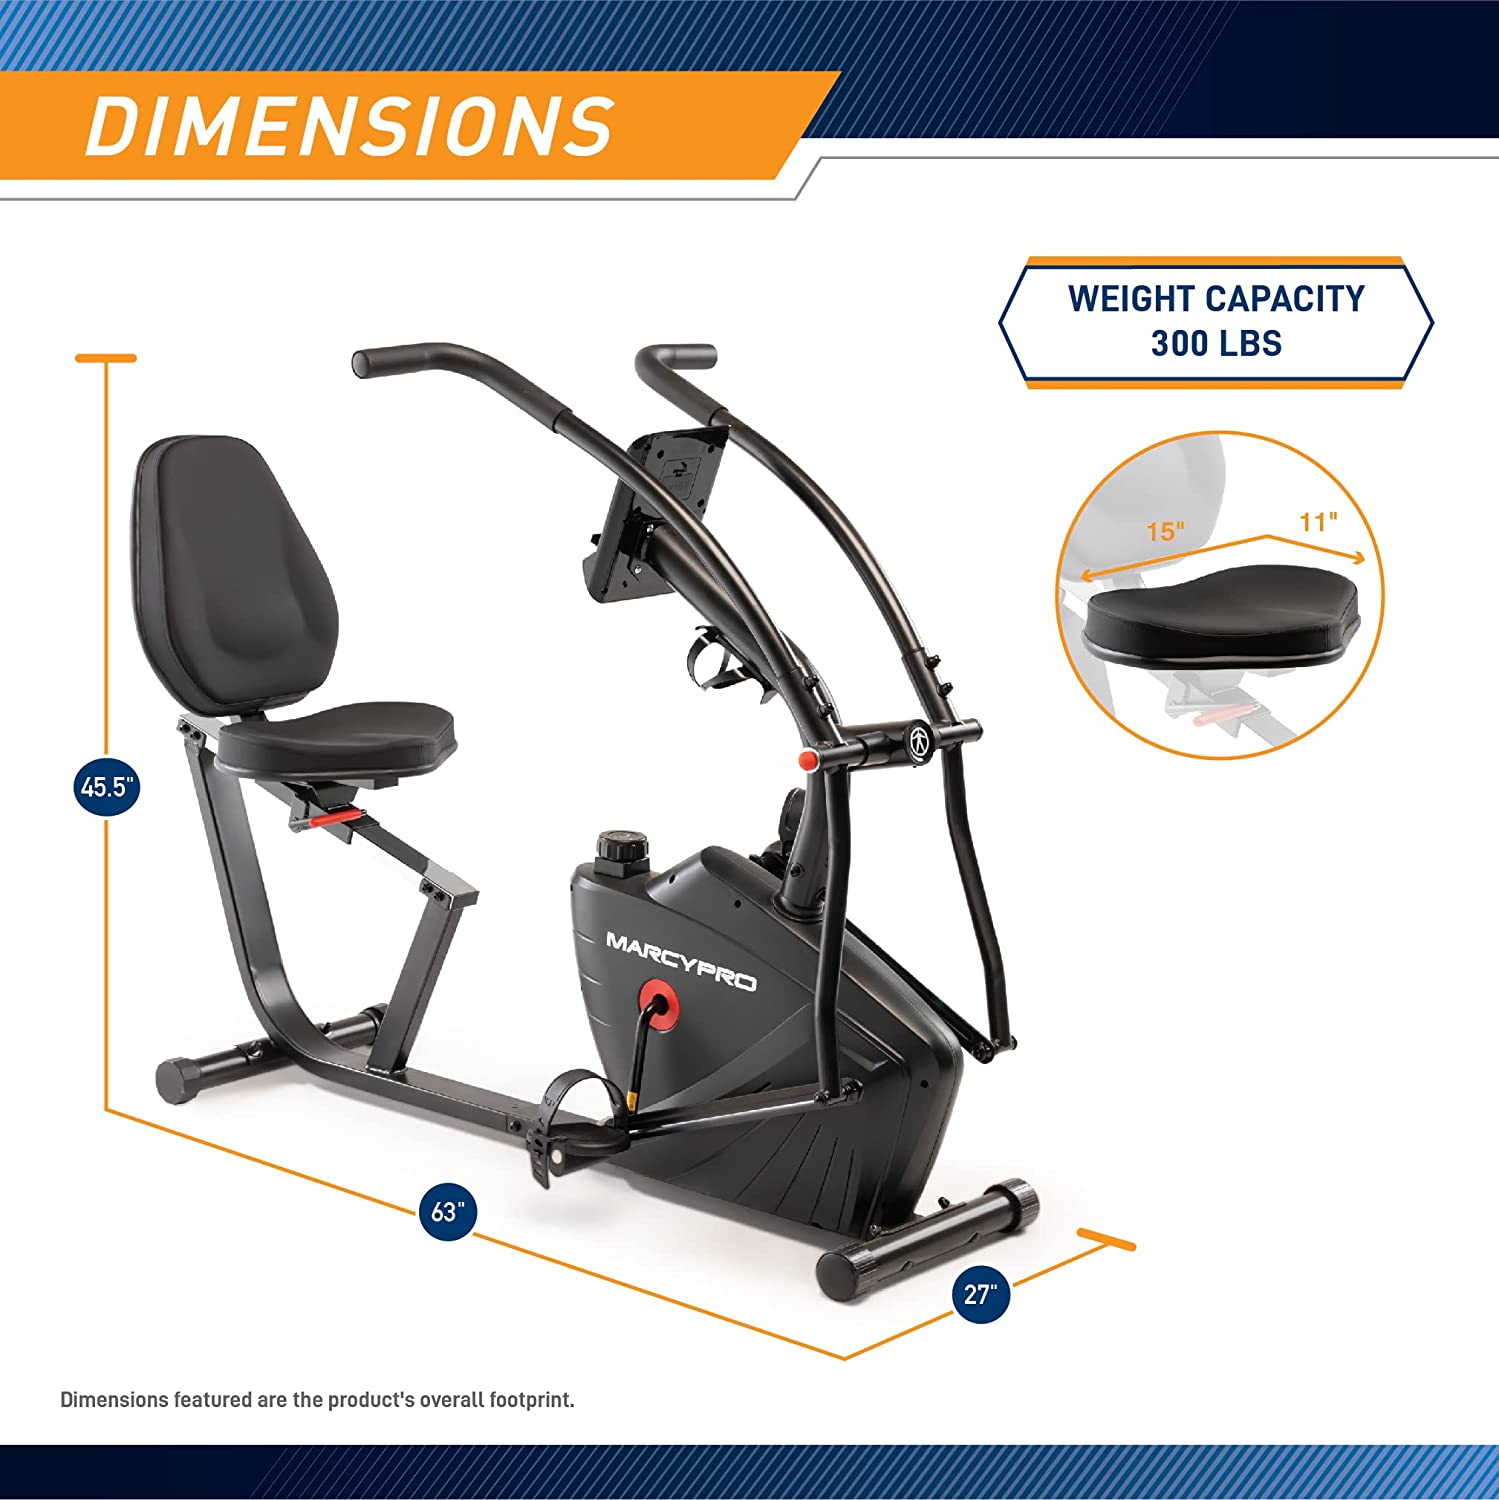 DIMENSIONS
WEIGHT CAPACITY
300 LBS
15"
11"
45.5"
MARCYPRO
63"
27"
Dimensions featured are the product's overall footprint.